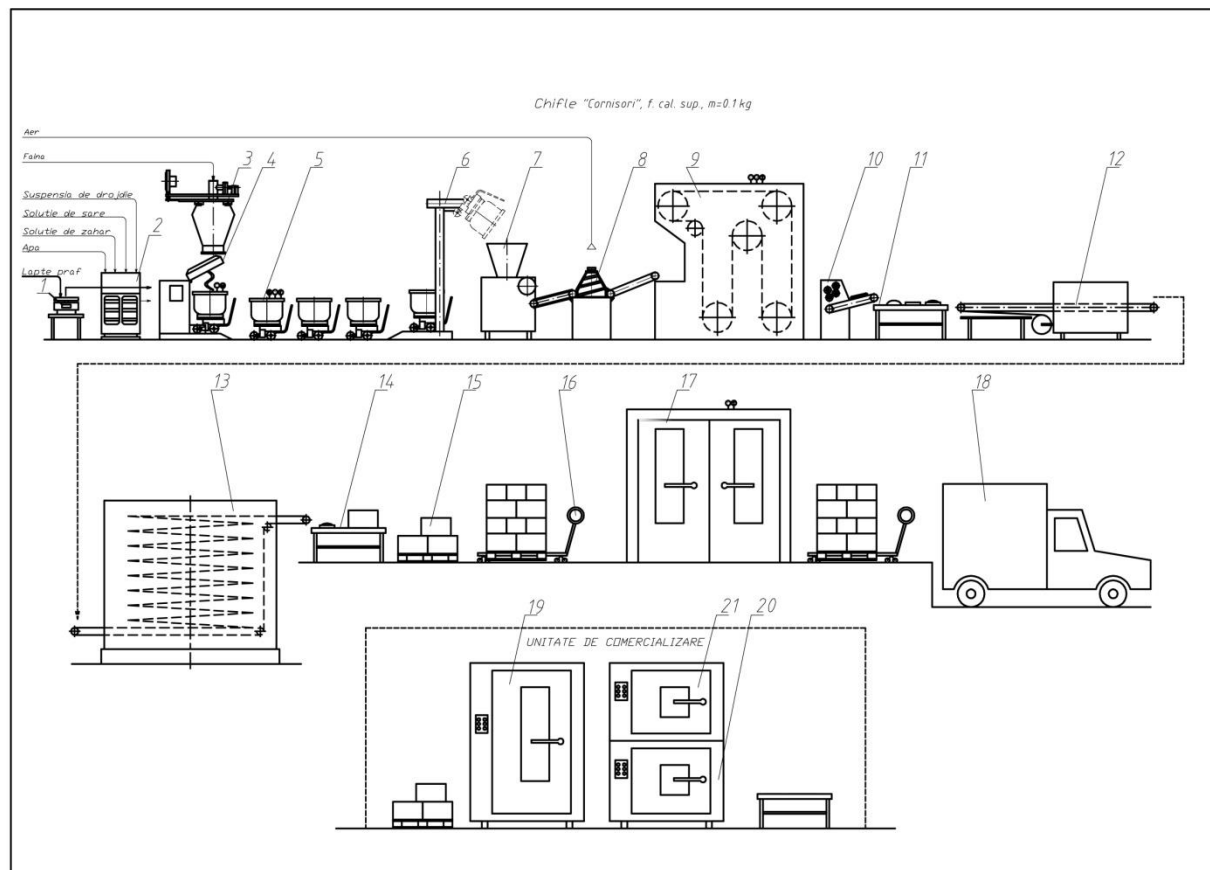 Chifle "Cornisori", f. cal. sup., m=0.1 kg
Aer
Faina
Suspensia de drojdie
Solutie de sare
Solutie de zahar
Apa
Lapte praf
1
2
3
4
5
6
7
8
9
10
11
12
13
14
15
16
17
18
UNITATE DE COMERCIALIZARE
19
21
20